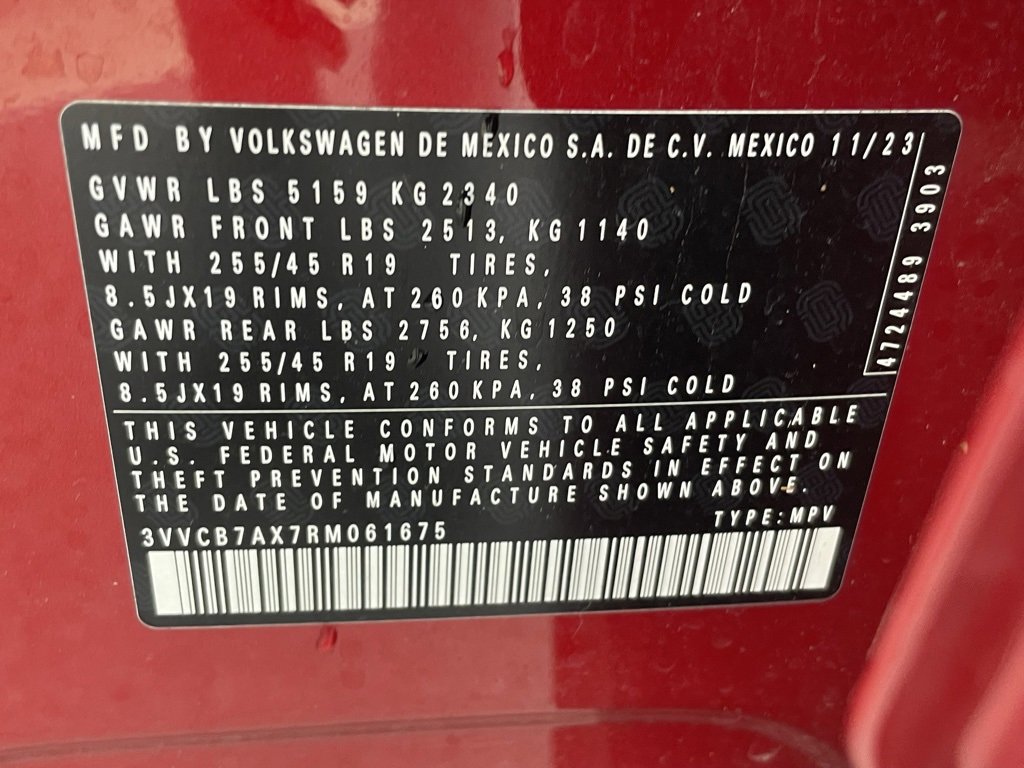 MFD BY VOLKSWAGEN DE MEXICO S.A. DE C.V. MEXICO 11/23
GVWR LBS 5159 KG 2340
GAWR FRONT LBS 2513, KG 1140
WITH 255/45 R19 TIRES,
8.5JX19 RIMS, AT 260 KPA, 38 PSI COLD
GAWR REAR LBS 2756, KG 1250
WITH 255/45 R19 TIRES,
8.5JX19 RIMS, AT 260 KPA, 38 PSI COLD
4724489 3903
THIS VEHICLE CONFORMS TO ALL APPLICABLE
U.S. FEDERAL MOTOR VEHICLE SAFETY AND
THEFT PREVENTION STANDARDS IN EFFECT ON
THE DATE OF MANUFACTURE SHOWN ABOVE.
3VVCB7AX7RM061675 TYPE:MPV